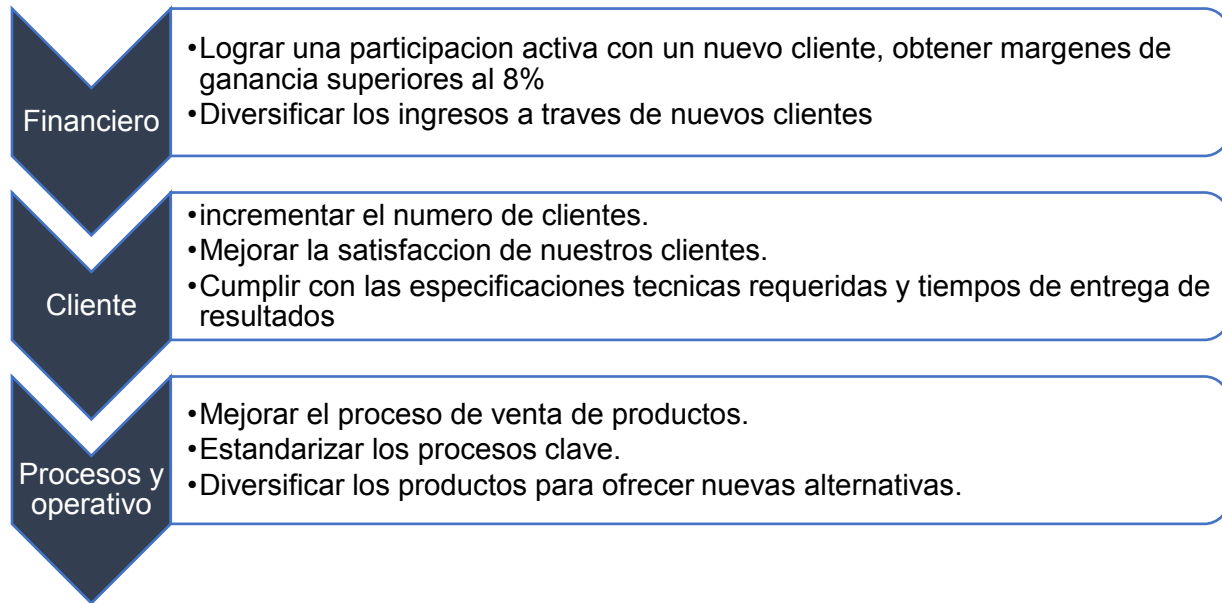 Financiero
•Lograr una participacion activa con un nuevo cliente, obtener margenes de
ganancia superiores al 8%
•Diversificar los ingresos a traves de nuevos clientes
Cliente
•incrementar el numero de clientes.
•Mejorar la satisfaccion de nuestros clientes.
•Cumplir con las especificaciones tecnicas requeridas y tiempos de entrega de
resultados
Procesos y
operativo
•Mejorar el proceso de venta de productos.
•Estandarizar los procesos clave.
•Diversificar los productos para ofrecer nuevas alternativas.